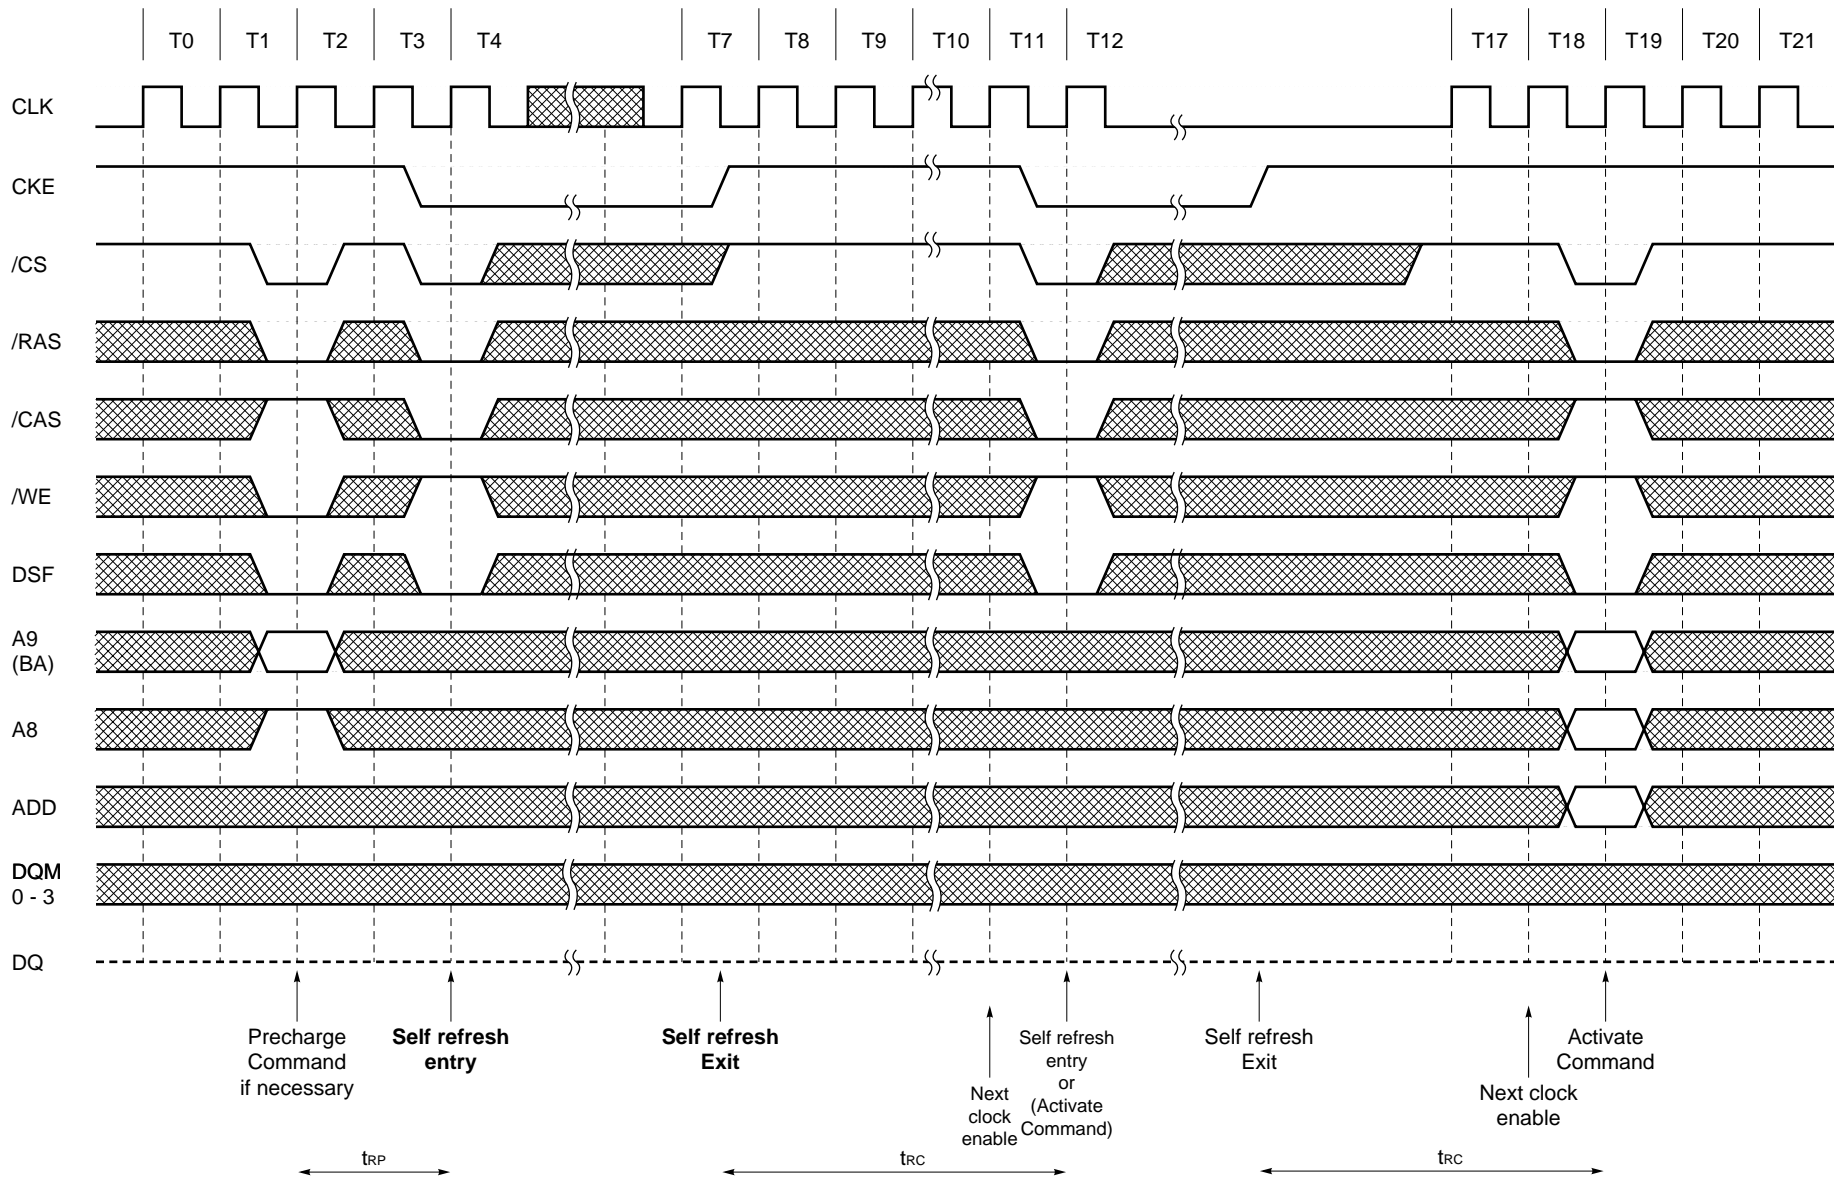 T0 T1 T2 T3 T4 T7 T8 T9 T10 T11 T12 T17 T18 T19 T20 T21
CLK
CKE
/CS
/RAS
/CAS
/WE
DSF
A9
(BA)
A8
ADD
DQM
0 - 3
DQ
Precharge
Command
if necessary
Self refresh
entry
Self refresh
Exit
Next
clock
enable
Self refresh
entry
or
(Activate
Command)
Self refresh
Exit
Next clock
enable
Activate
Command
tRP
tRC
tRC